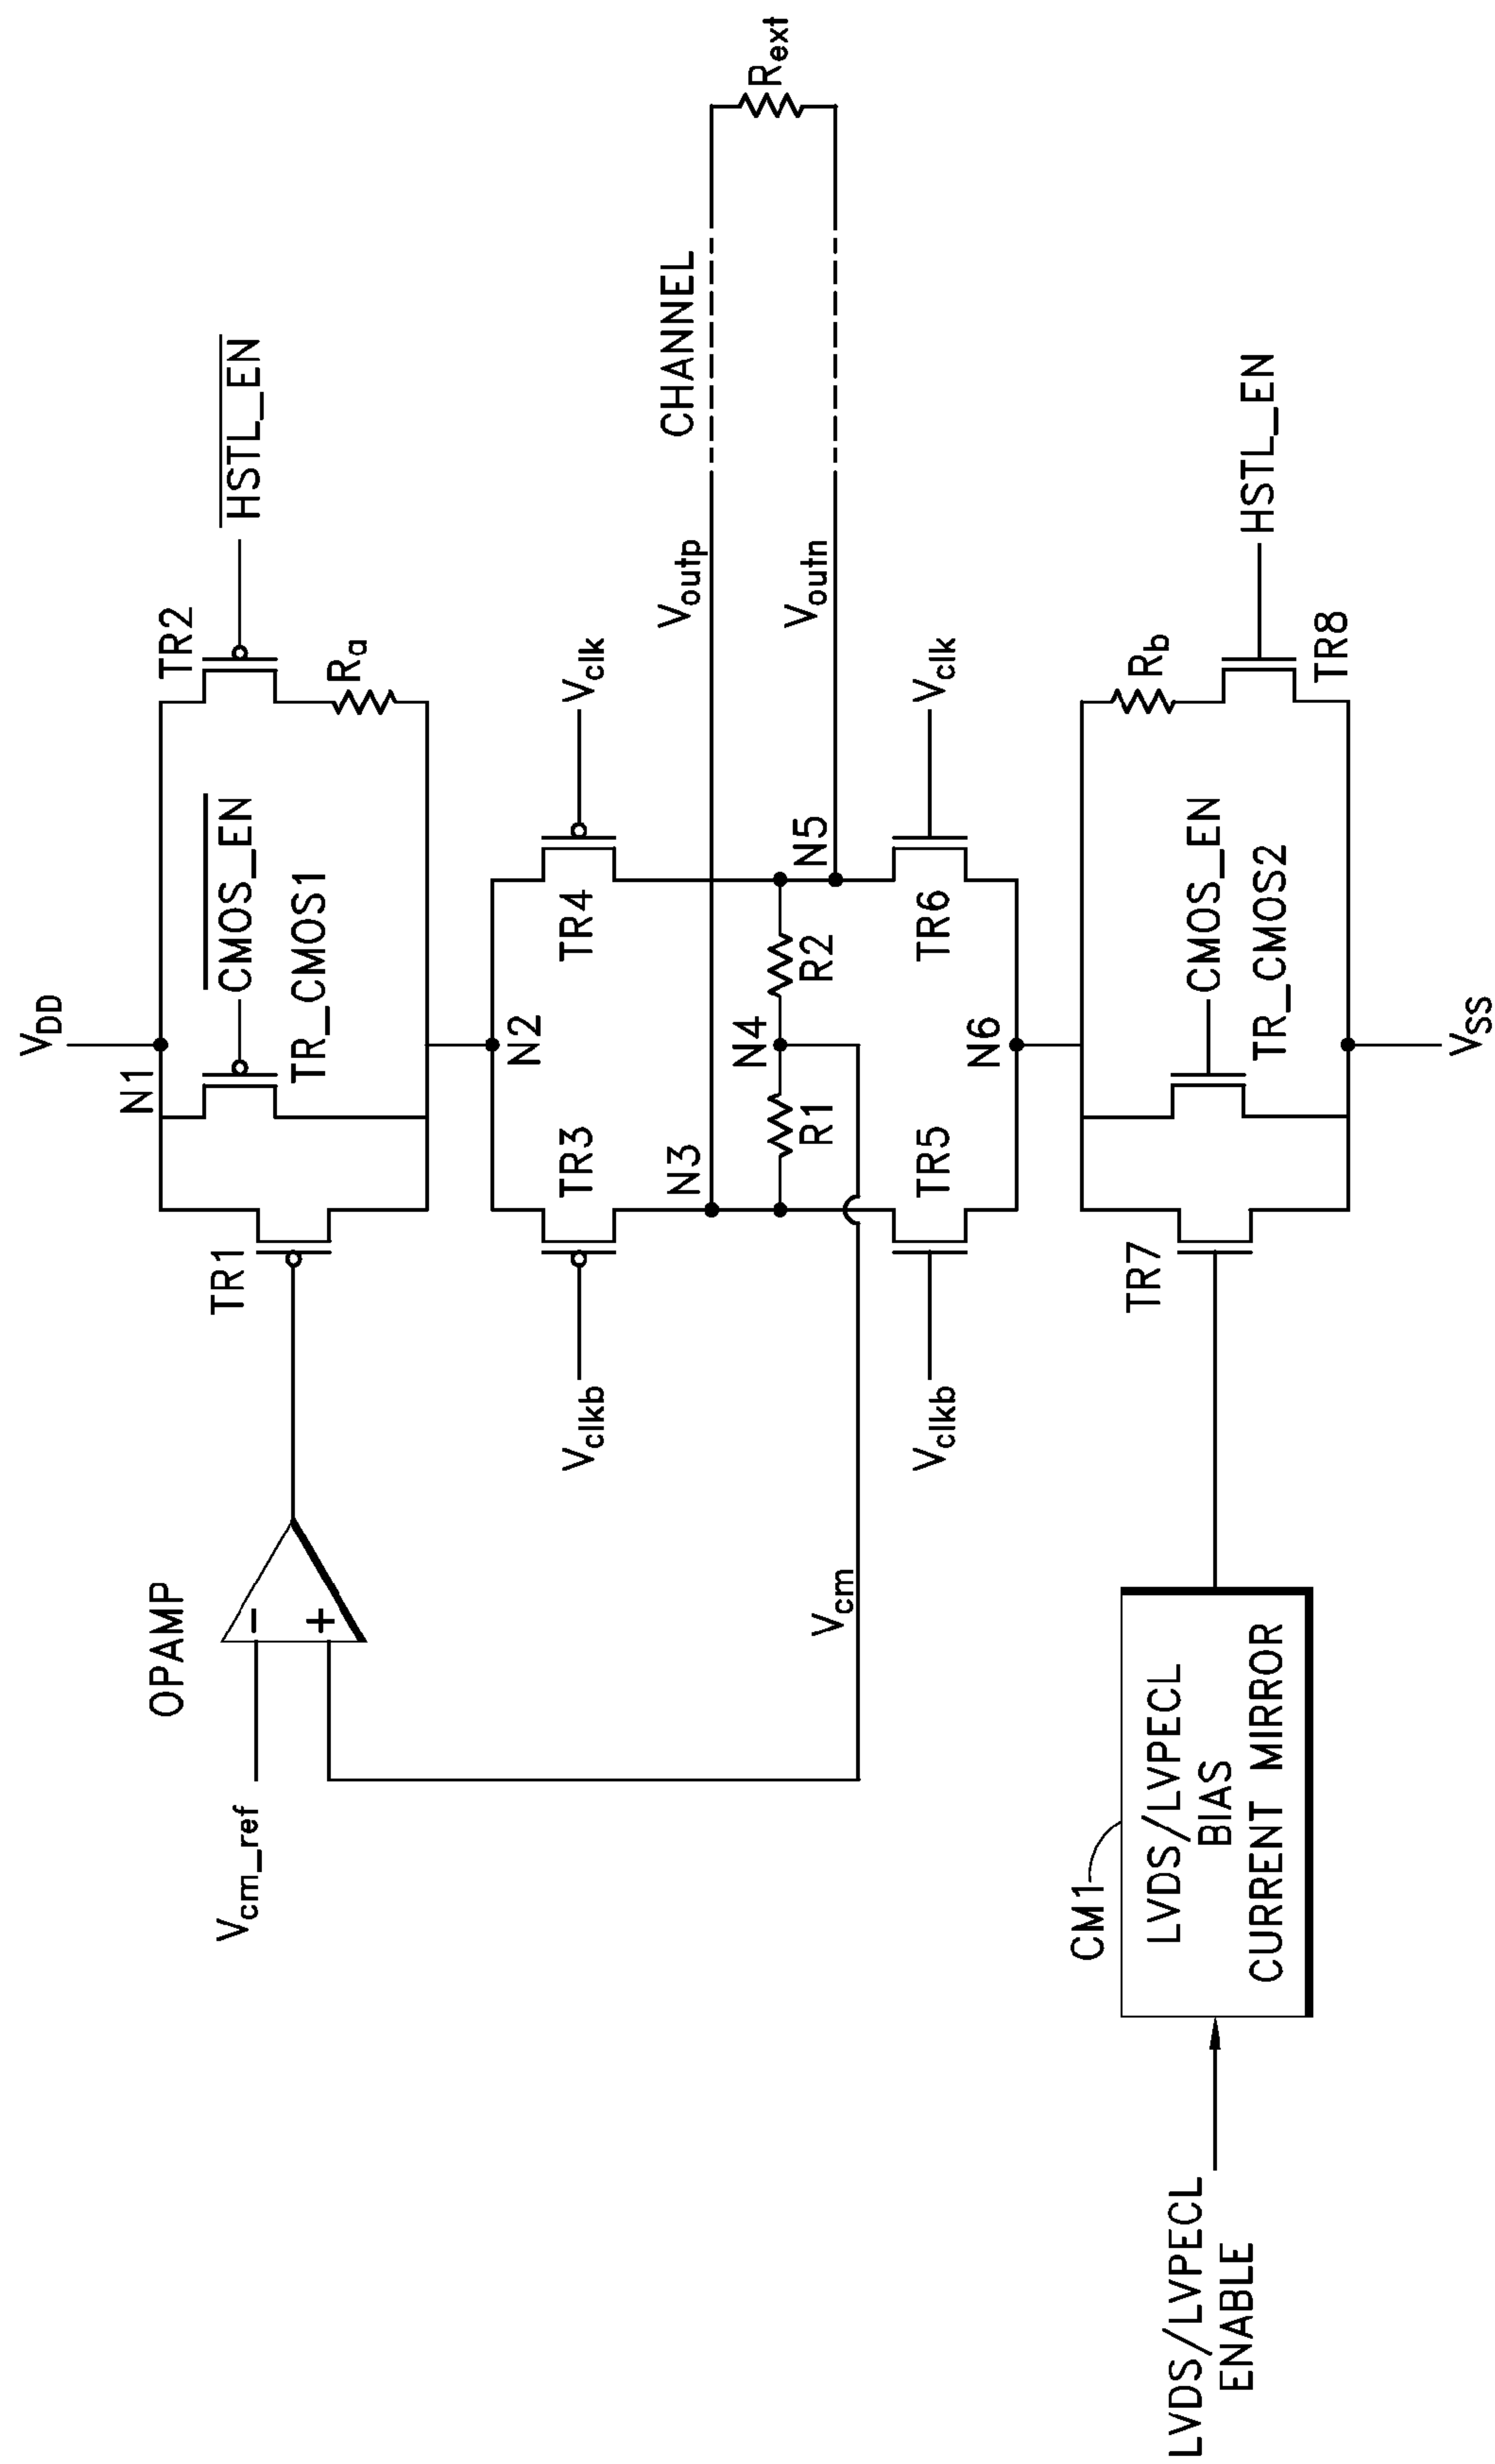 V_DD
N1
TR1
C̅M̅O̅S̅_̅E̅N̅
TR_CMOS1
TR2
H̅S̅T̅L̅_̅E̅N̅
R_a
OPAMP
−
+
V_cm_ref
N2
TR3
V_clkb
TR4
V_clk
N3
V_outp
CHANNEL
R_ext
V_outn
N4
R1
R2
N5
V_cm
TR5
V_clkb
TR6
V_clk
N6
TR7
CMOS_EN
TR_CMOS2
R_b
TR8
HSTL_EN
CM1
LVDS/LVPECL
BIAS
CURRENT MIRROR
LVDS/LVPECL
ENABLE
V_SS